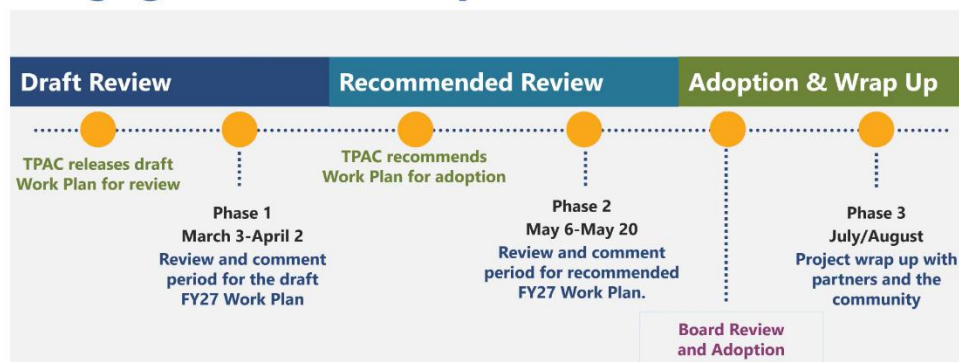 Draft Review
Recommended Review
Adoption & Wrap Up
TPAC releases draft
Work Plan for review
TPAC recommends
Work Plan for adoption
Phase 1
March 3-April 2
Review and comment
period for the draft
FY27 Work Plan
Phase 2
May 6-May 20
Review and comment
period for recommended
FY27 Work Plan.
Board Review
and Adoption
Phase 3
July/August
Project wrap up with
partners and the
community